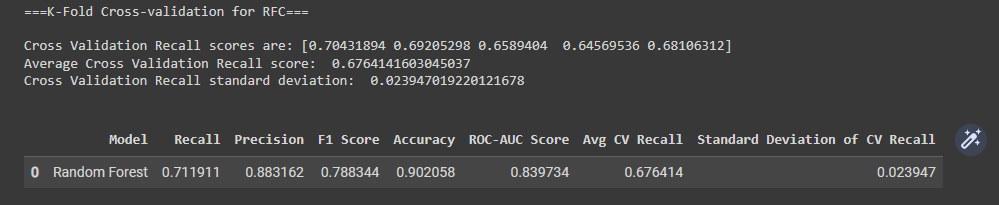 ===K-Fold Cross-validation for RFC===
Cross Validation Recall scores are: [0.70431894 0.69205298 0.6589404  0.64569536 0.68106312]
Average Cross Validation Recall score:  0.6764141603045037
Cross Validation Recall standard deviation:  0.023947019220121678
Model Recall Precision F1 Score Accuracy ROC-AUC Score Avg CV Recall Standard Deviation of CV Recall
0 Random Forest 0.711911 0.883162 0.788344 0.902058 0.839734 0.676414 0.023947